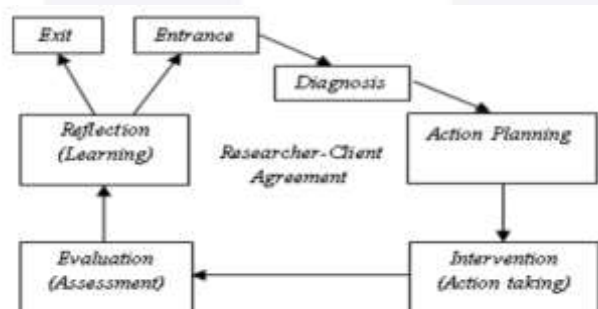 Exit
Entrance
Diagnosis
Action Planning
Intervention
(Action taking)
Evaluation
(Assessment)
Reflection
(Learning)
Researcher-Client
Agreement